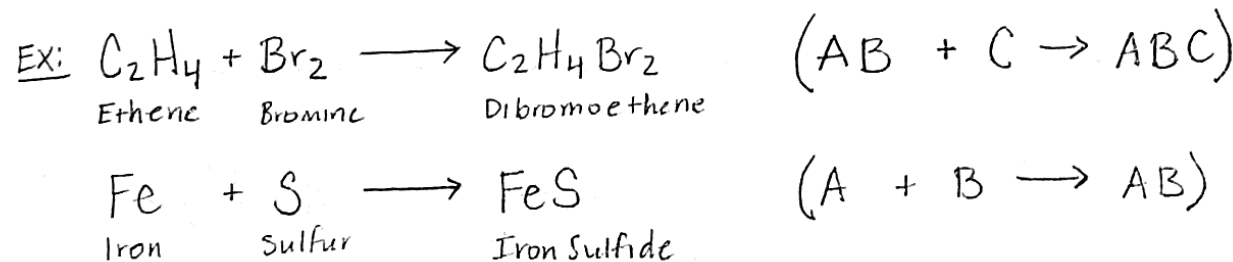 Ex: C₂H₄ + Br₂ ⟶ C₂H₄Br₂ (AB + C → ABC)
Ethene Bromine Dibromoethene
Fe + S ⟶ FeS (A + B ⟶ AB)
Iron Sulfur Iron Sulfide